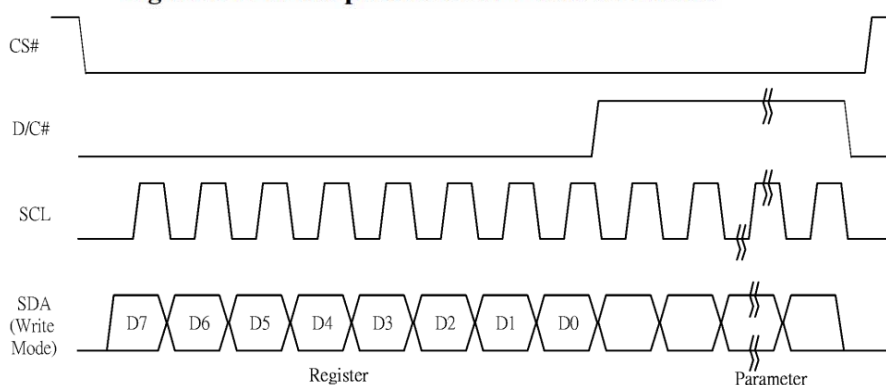 CS#
D/C#
SCL
SDA
(Write
Mode)
D7 D6 D5 D4 D3 D2 D1 D0
Register
Parameter